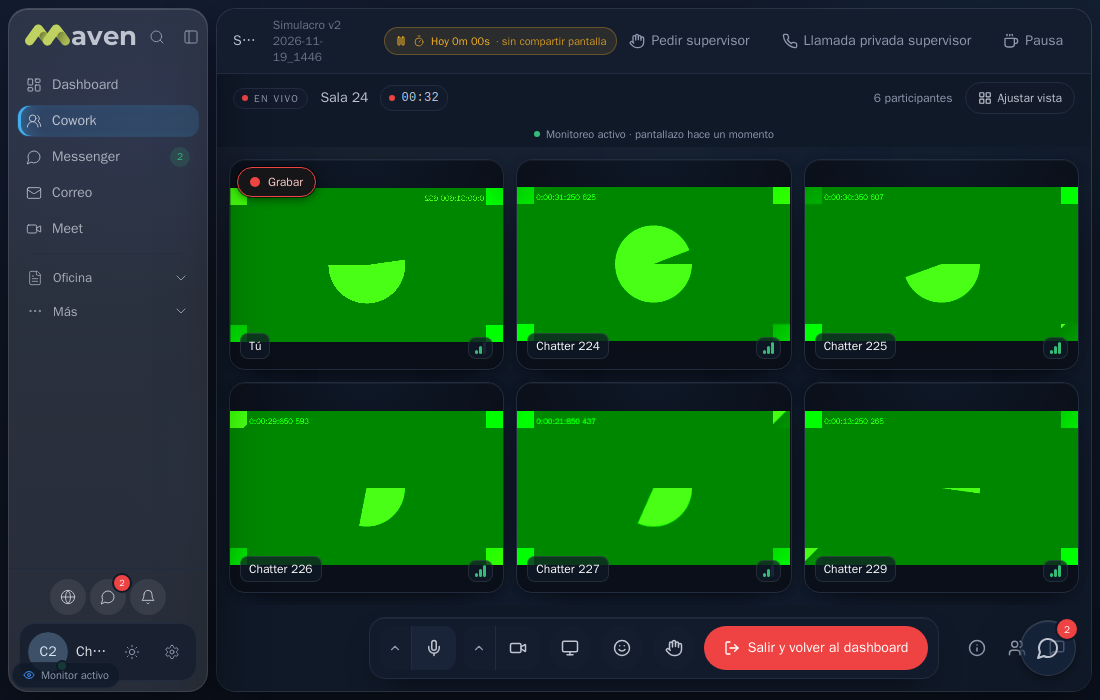 Maven
Dashboard
Cowork
Messenger 2
Correo
Meet
Oficina
Más
2
C2 Ch···
Monitor activo
S···
Simulacro v2
2026-11-
19_1446
Hoy 0m 00s · sin compartir pantalla
Pedir supervisor
Llamada privada supervisor
Pausa
EN VIVO
Sala 24
00:32
6 participantes
Ajustar vista
Monitoreo activo · pantallazo hace un momento
Grabar
Tú
0:00:31:250 625
Chatter 224
0:00:30:350 607
Chatter 225
0:00:29:650 593
Chatter 226
0:00:21:850 437
Chatter 227
0:00:13:250 265
Chatter 229
Salir y volver al dashboard
2